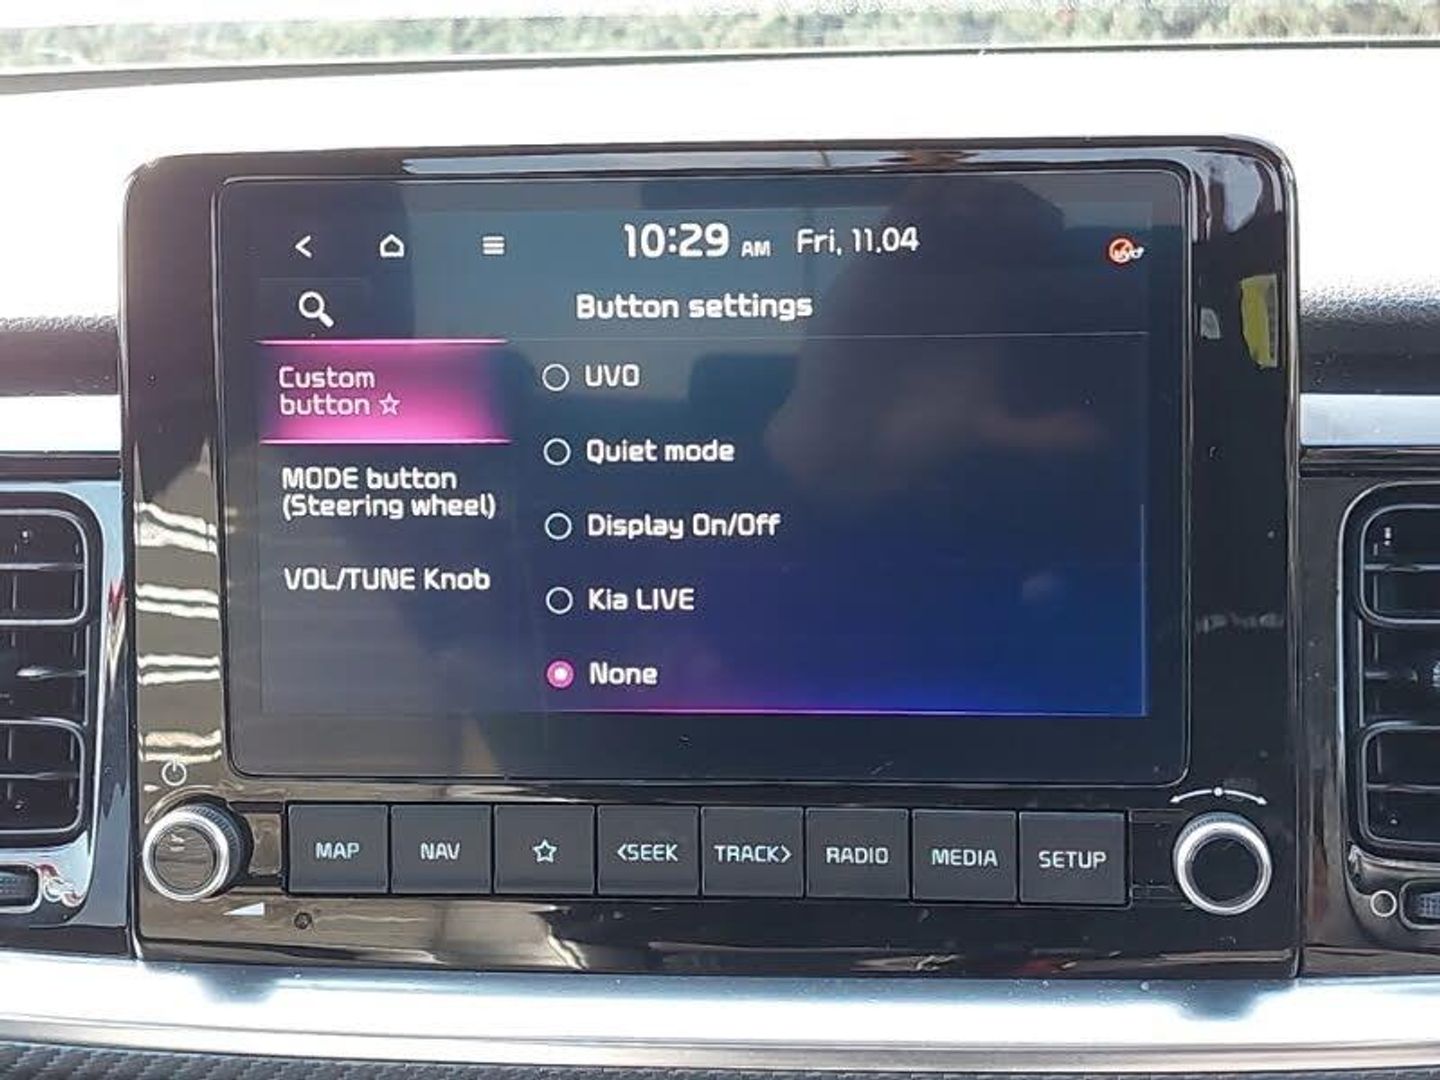 10:29 AM Fri, 11.04
Button settings
Custom
button ☆
UVO
Quiet mode
MODE button
(Steering wheel)
Display On/Off
VOL/TUNE Knob
Kia LIVE
None
MAP NAV ☆ <SEEK TRACK> RADIO MEDIA SETUP